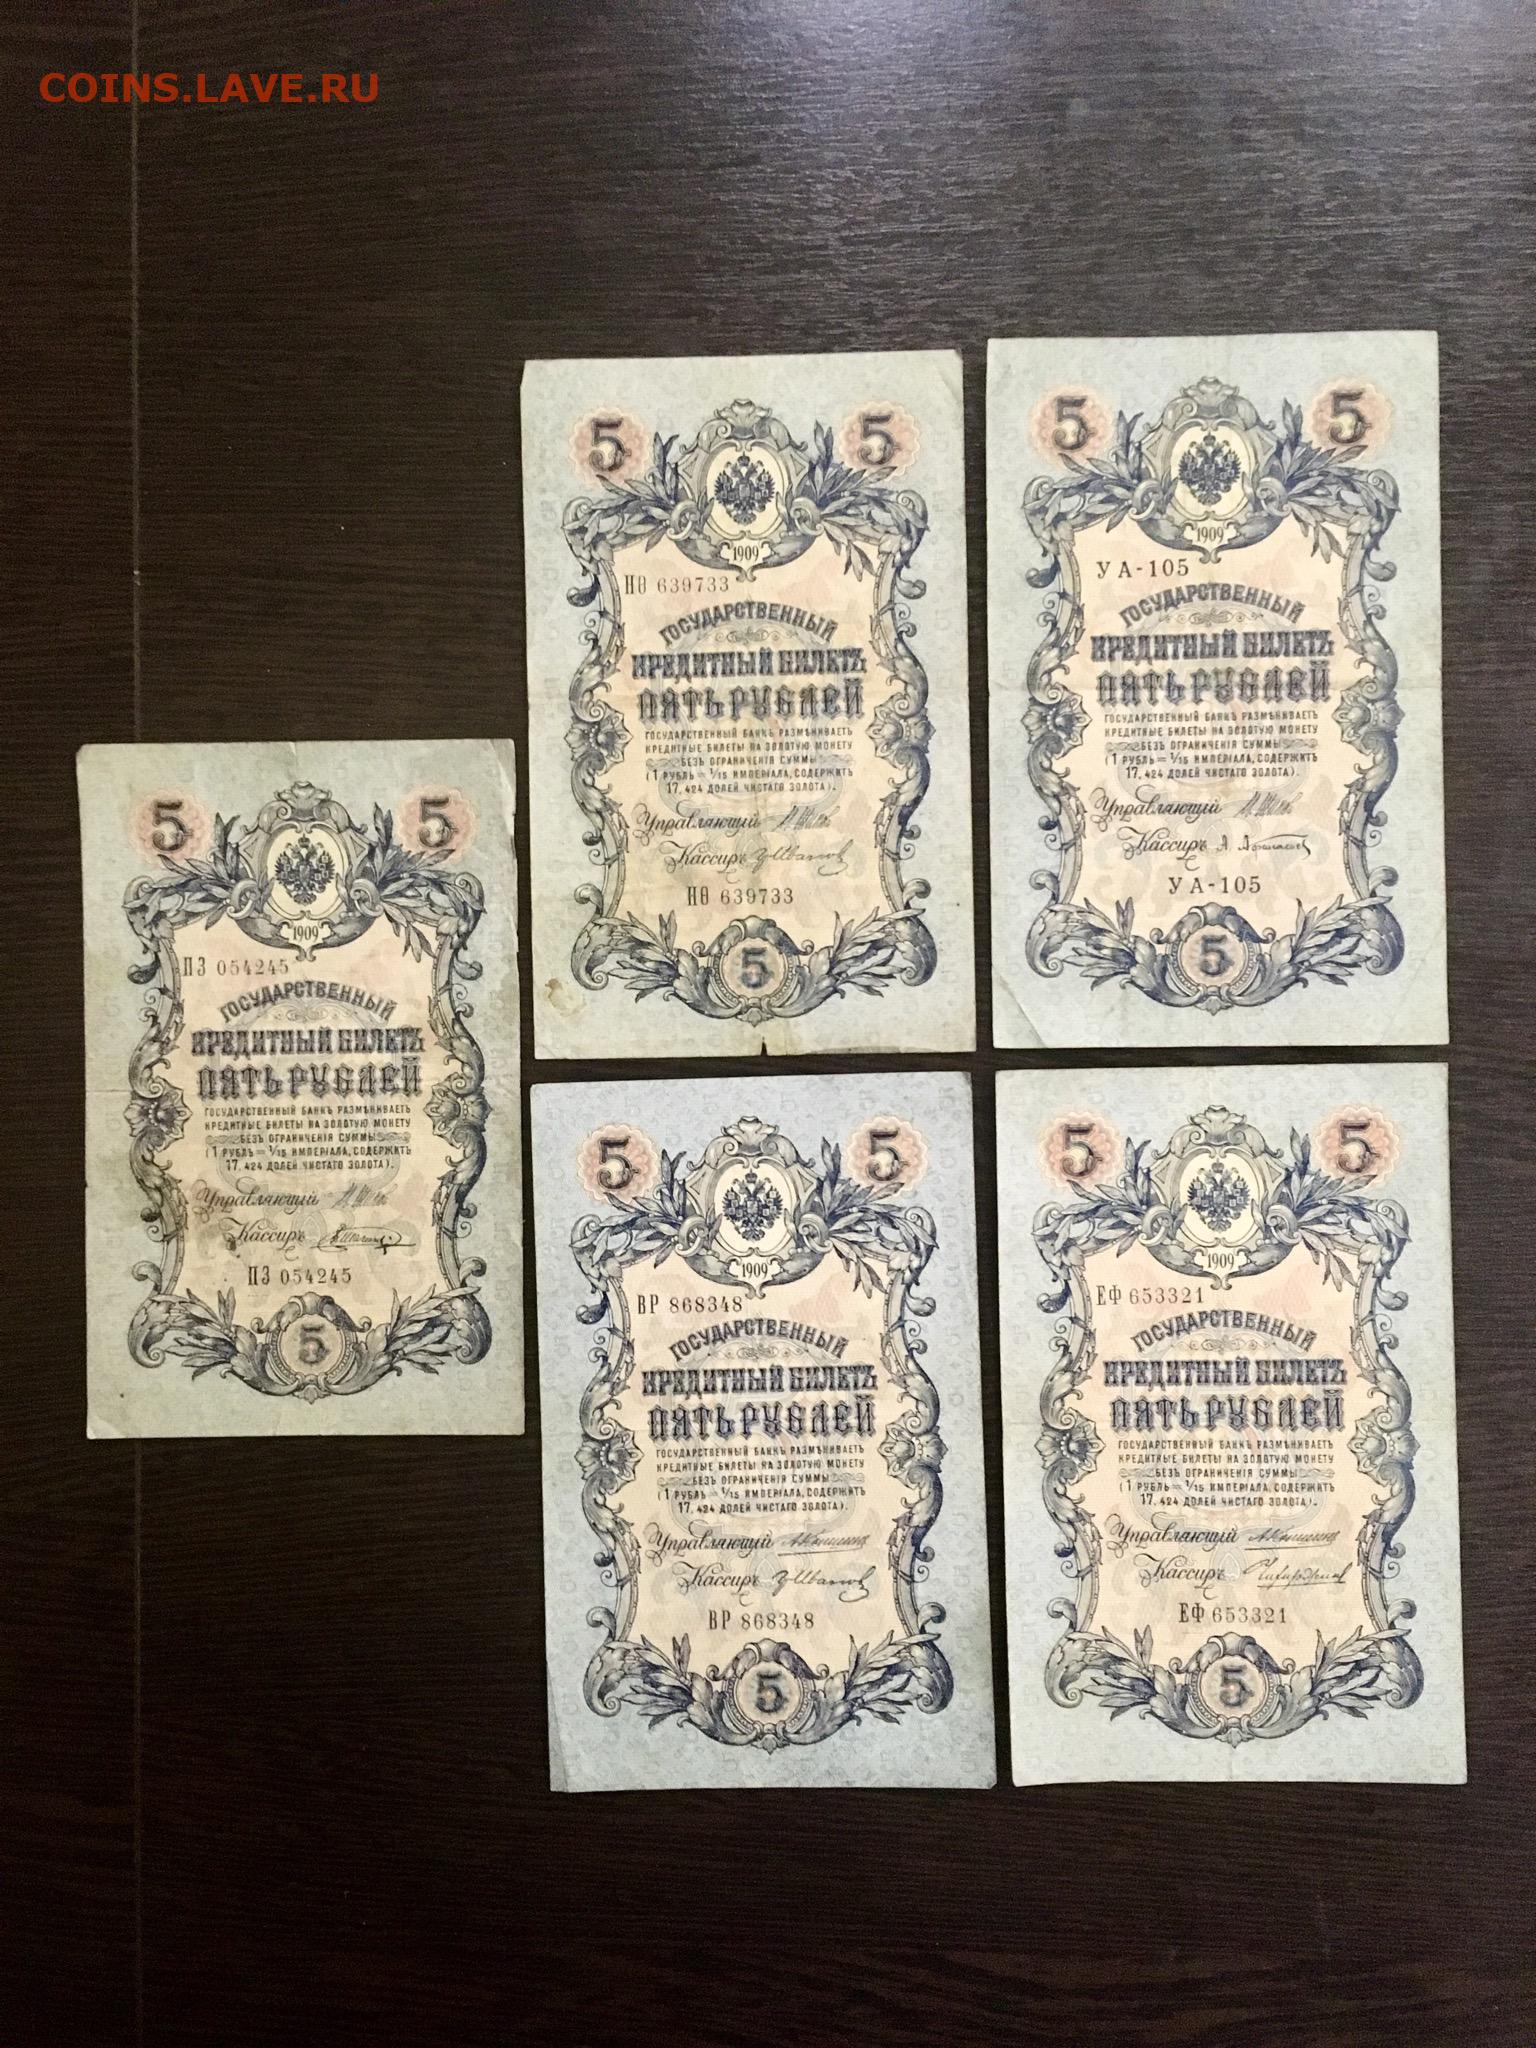 COINS.LAVE.RU
5 5
1909
ПЗ 054245
ГОСУДАРСТВЕННЫЙ
КРЕДИТНЫЙ БИЛЕТЪ
ПЯТЬ РУБЛЕЙ
ГОСУДАРСТВЕННЫЙ БАНКЪ РАЗМѢНИВАЕТЪ
КРЕДИТНЫЕ БИЛЕТЫ НА ЗОЛОТУЮ МОНЕТУ
БЕЗЪ ОГРАНИЧЕНІЯ СУММЫ
(1 РУБЛЬ = 1/15 ИМПЕРІАЛА, СОДЕРЖИТЪ
17,424 ДОЛЕЙ ЧИСТАГО ЗОЛОТА).
Управляющій
Кассиръ
ПЗ 054245
5
5 5
1909
НѲ 639733
ГОСУДАРСТВЕННЫЙ
КРЕДИТНЫЙ БИЛЕТЪ
ПЯТЬ РУБЛЕЙ
ГОСУДАРСТВЕННЫЙ БАНКЪ РАЗМѢНИВАЕТЪ
КРЕДИТНЫЕ БИЛЕТЫ НА ЗОЛОТУЮ МОНЕТУ
БЕЗЪ ОГРАНИЧЕНІЯ СУММЫ
(1 РУБЛЬ = 1/15 ИМПЕРІАЛА, СОДЕРЖИТЪ
17,424 ДОЛЕЙ ЧИСТАГО ЗОЛОТА).
Управляющій
Кассиръ Гр Ивановъ
НѲ 639733
5
5 5
1909
УА-105
ГОСУДАРСТВЕННЫЙ
КРЕДИТНЫЙ БИЛЕТЪ
ПЯТЬ РУБЛЕЙ
ГОСУДАРСТВЕННЫЙ БАНКЪ РАЗМѢНИВАЕТЪ
КРЕДИТНЫЕ БИЛЕТЫ НА ЗОЛОТУЮ МОНЕТУ
БЕЗЪ ОГРАНИЧЕНІЯ СУММЫ
(1 РУБЛЬ = 1/15 ИМПЕРІАЛА, СОДЕРЖИТЪ
17,424 ДОЛЕЙ ЧИСТАГО ЗОЛОТА).
Управляющій
Кассиръ
УА-105
5
5 5
1909
ВР 868348
ГОСУДАРСТВЕННЫЙ
КРЕДИТНЫЙ БИЛЕТЪ
ПЯТЬ РУБЛЕЙ
ГОСУДАРСТВЕННЫЙ БАНКЪ РАЗМѢНИВАЕТЪ
КРЕДИТНЫЕ БИЛЕТЫ НА ЗОЛОТУЮ МОНЕТУ
БЕЗЪ ОГРАНИЧЕНІЯ СУММЫ
(1 РУБЛЬ = 1/15 ИМПЕРІАЛА, СОДЕРЖИТЪ
17,424 ДОЛЕЙ ЧИСТАГО ЗОЛОТА).
Управляющій
Кассиръ Гр Ивановъ
ВР 868348
5
5 5
1909
ЕФ 653321
ГОСУДАРСТВЕННЫЙ
КРЕДИТНЫЙ БИЛЕТЪ
ПЯТЬ РУБЛЕЙ
ГОСУДАРСТВЕННЫЙ БАНКЪ РАЗМѢНИВАЕТЪ
КРЕДИТНЫЕ БИЛЕТЫ НА ЗОЛОТУЮ МОНЕТУ
БЕЗЪ ОГРАНИЧЕНІЯ СУММЫ
(1 РУБЛЬ = 1/15 ИМПЕРІАЛА, СОДЕРЖИТЪ
17,424 ДОЛЕЙ ЧИСТАГО ЗОЛОТА).
Управляющій
Кассиръ
ЕФ 653321
5